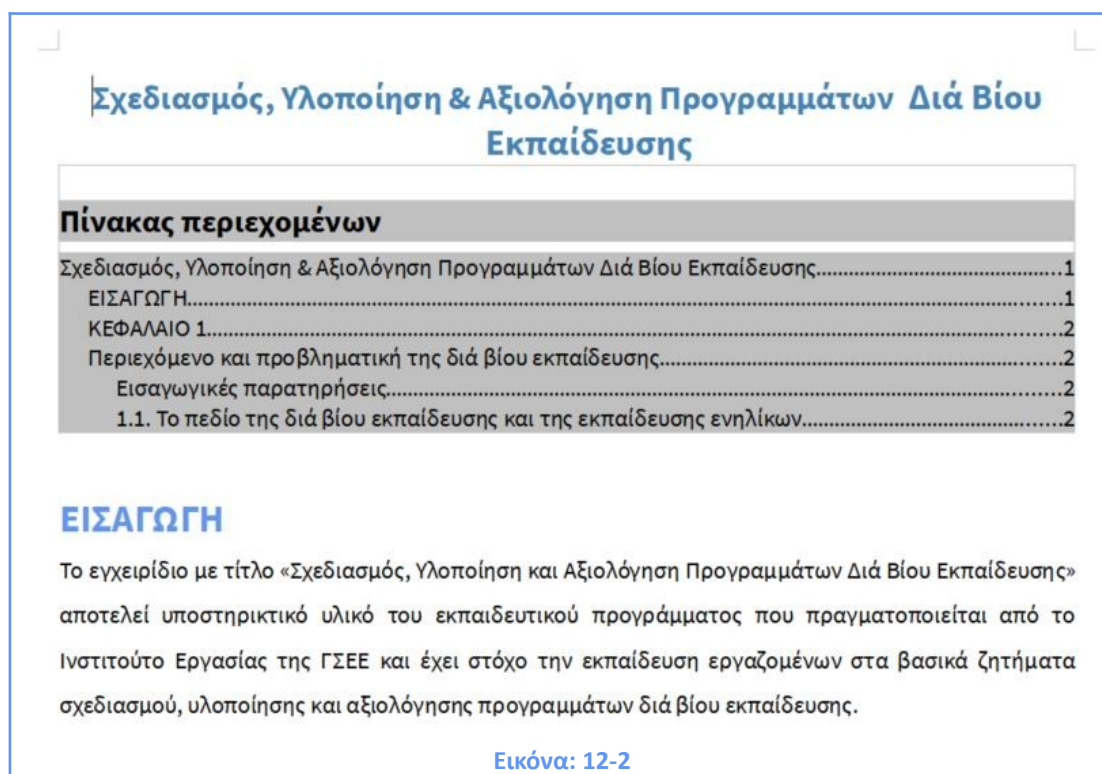 Σχεδιασμός, Υλοποίηση & Αξιολόγηση Προγραμμάτων Διά Βίου
Εκπαίδευσης
Πίνακας περιεχομένων
Σχεδιασμός, Υλοποίηση & Αξιολόγηση Προγραμμάτων Διά Βίου Εκπαίδευσης...............................................1
ΕΙΣΑΓΩΓΗ...............................................................................................................................1
ΚΕΦΑΛΑΙΟ 1............................................................................................................................2
Περιεχόμενο και προβληματική της διά βίου εκπαίδευσης.......................................................................2
Εισαγωγικές παρατηρήσεις..........................................................................................................2
1.1. Το πεδίο της διά βίου εκπαίδευσης και της εκπαίδευσης ενηλίκων..................................................2
ΕΙΣΑΓΩΓΗ
Το εγχειρίδιο με τίτλο «Σχεδιασμός, Υλοποίηση και Αξιολόγηση Προγραμμάτων Διά Βίου Εκπαίδευσης»
αποτελεί υποστηρικτικό υλικό του εκπαιδευτικού προγράμματος που πραγματοποιείται από το
Ινστιτούτο Εργασίας της ΓΣΕΕ και έχει στόχο την εκπαίδευση εργαζομένων στα βασικά ζητήματα
σχεδιασμού, υλοποίησης και αξιολόγησης προγραμμάτων διά βίου εκπαίδευσης.
Εικόνα: 12-2